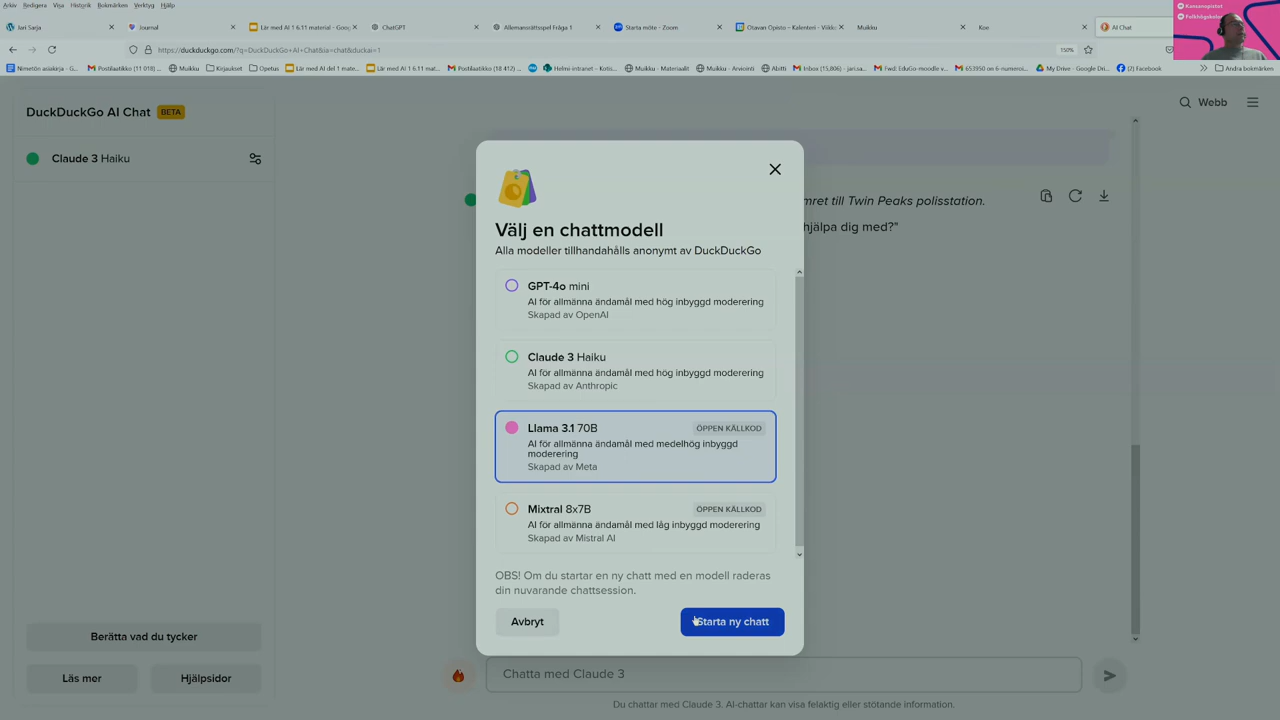 Arkiv Redigera Visa Historik Bokmärken Verktyg Hjälp
Iari Sarja
Journal
Lär med AI 1 6.11 material - Goog
ChatGPT
Allemansrättsspel Fråga 1
Starta möte - Zoom
Otavan Opisto - Kalenteri - Viikko
Muikku
Koe
AI Chat
https://duckduckgo.com/?q=DuckDuckGo+AI+Chat&ia=chat&duckai=1
150%
Nimetön asiakirja - G...
Postilaatikko (11 018) ...
Muikku
Kirjaukset
Opetus
Lär med AI del 1 mate...
Lär med AI 1 6.11 mat...
Postilaatikko (18 412) ...
Helmi-intranet - Kotis...
Muikku - Materiaalit
Muikku - Arviointi
Abitti
Inbox (15,806) - jari.sa...
Fwd: EduGo-moodle v...
653950 on 6-numeroi...
My Drive - Google Dri...
(2) Facebook
Andra bokmärken
Kansanopistot
DuckDuckGo AI Chat BETA
Webb
Claude 3 Haiku
mret till Twin Peaks polisstation.
hjälpa dig med?"
Välj en chattmodell
Alla modeller tillhandahålls anonymt av DuckDuckGo
GPT-4o mini
AI för allmänna ändamål med hög inbyggd moderering
Skapad av OpenAI
Claude 3 Haiku
AI för allmänna ändamål med hög inbyggd moderering
Skapad av Anthropic
Llama 3.1 70B ÖPPEN KÄLLKOD
AI för allmänna ändamål med medelhög inbyggd
moderering
Skapad av Meta
Mixtral 8x7B ÖPPEN KÄLLKOD
AI för allmänna ändamål med låg inbyggd moderering
Skapad av Mistral AI
OBS! Om du startar en ny chatt med en modell raderas
din nuvarande chattsession.
Avbryt
Starta ny chatt
Berätta vad du tycker
Läs mer
Hjälpsidor
Chatta med Claude 3
Du chattar med Claude 3. AI-chattar kan visa felaktig eller stötande information.